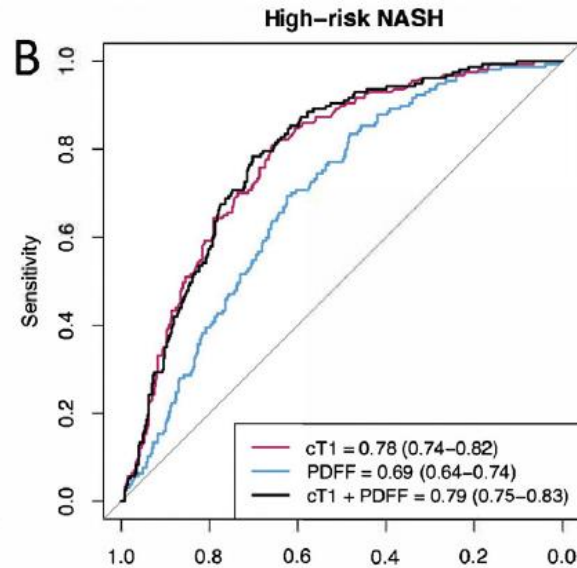 High-risk NASH
B
1.0
0.8
0.6
0.4
0.2
0.0
Sensitivity
cT1 = 0.78 (0.74-0.82)
PDFF = 0.69 (0.64-0.74)
cT1 + PDFF = 0.79 (0.75-0.83)
1.0 0.8 0.6 0.4 0.2 0.0